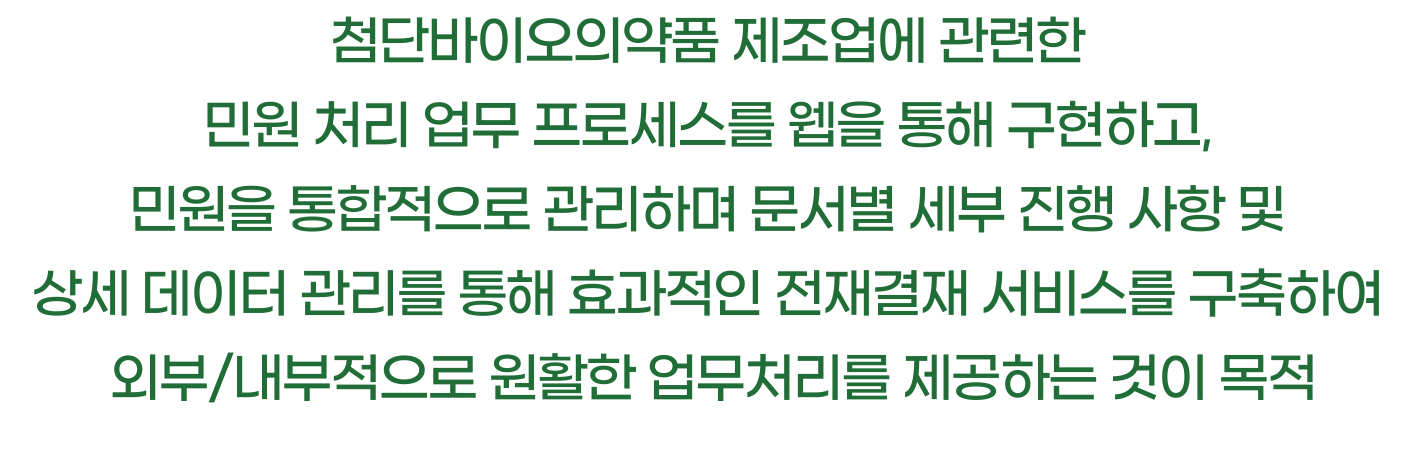 첨단바이오의약품 제조업에 관련한
민원 처리 업무 프로세스를 웹을 통해 구현하고,
민원을 통합적으로 관리하며 문서별 세부 진행 사항 및
상세 데이터 관리를 통해 효과적인 전재결재 서비스를 구축하여
외부/내부적으로 원활한 업무처리를 제공하는 것이 목적